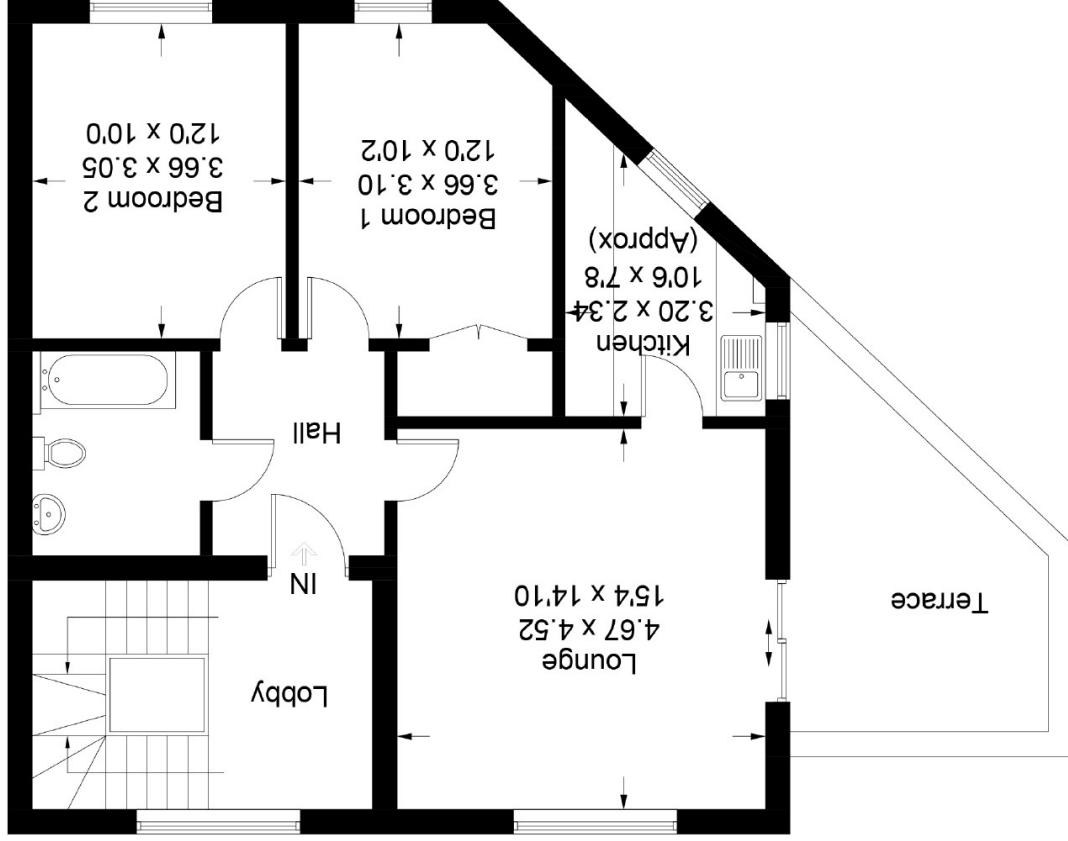 Lobby
Lounge
4.67 x 4.52
15'4 x 14'10
Terrace
IN
Hall
Kitchen
3.20 x 2.34
10'6 x 7'8
(Approx)
Bedroom 1
3.66 x 3.10
12'0 x 10'2
Bedroom 2
3.66 x 3.05
12'0 x 10'0